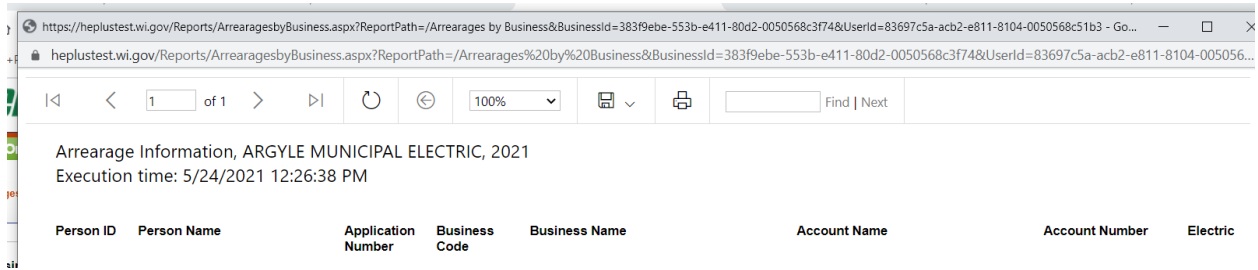 https://heplustest.wi.gov/Reports/ArrearagesbyBusiness.aspx?ReportPath=/Arrearages by Business&BusinessId=383f9ebe-553b-e411-80d2-0050568c3f74&UserId=83697c5a-acb2-e811-8104-0050568c51b3 - Go...
heplustest.wi.gov/Reports/ArrearagesbyBusiness.aspx?ReportPath=/Arrearages%20by%20Business&BusinessId=383f9ebe-553b-e411-80d2-0050568c3f74&UserId=83697c5a-acb2-e811-8104-005056...
1 of 1 100% Find | Next
Arrearage Information, ARGYLE MUNICIPAL ELECTRIC, 2021
Execution time: 5/24/2021 12:26:38 PM
Person ID Person Name Application Business Business Name Account Name Account Number Electric
Number Code